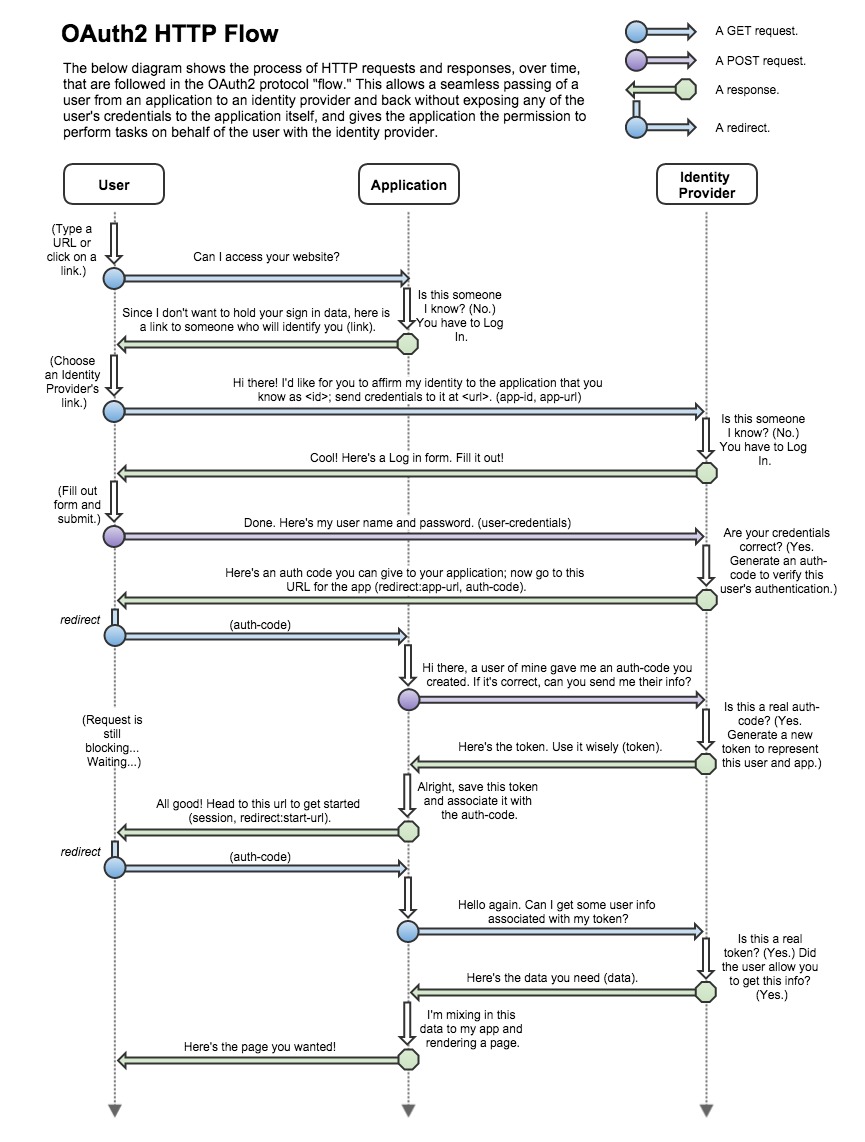 OAuth2 HTTP Flow
The below diagram shows the process of HTTP requests and responses, over time,
that are followed in the OAuth2 protocol "flow." This allows a seamless passing of a
user from an application to an identity provider and back without exposing any of the
user's credentials to the application itself, and gives the application the permission to
perform tasks on behalf of the user with the identity provider.
A GET request.
A POST request.
A response.
A redirect.
User
Application
Identity
Provider
(Type a
URL or
click on a
link.)
Can I access your website?
Is this someone
I know? (No.)
You have to Log
In.
Since I don't want to hold your sign in data, here is
a link to someone who will identify you (link).
(Choose
an Identity
Provider's
link.)
Hi there! I'd like for you to affirm my identity to the application that you
know as <id>; send credentials to it at <url>. (app-id, app-url)
Is this someone
I know? (No.)
You have to Log
In.
Cool! Here's a Log in form. Fill it out!
(Fill out
form and
submit.)
Done. Here's my user name and password. (user-credentials)
Are your credentials
correct? (Yes.
Generate an auth-
code to verify this
user's authentication.)
Here's an auth code you can give to your application; now go to this
URL for the app (redirect:app-url, auth-code).
redirect
(auth-code)
Hi there, a user of mine gave me an auth-code you
created. If it's correct, can you send me their info?
Is this a real auth-
code? (Yes.
Generate a new
token to represent
this user and app.)
(Request is
still
blocking...
Waiting...)
Here's the token. Use it wisely (token).
Alright, save this token
and associate it with
the auth-code.
All good! Head to this url to get started
(session, redirect:start-url).
redirect
(auth-code)
Hello again. Can I get some user info
associated with my token?
Is this a real
token? (Yes.) Did
the user allow you
to get this info?
(Yes.)
Here's the data you need (data).
I'm mixing in this
data to my app and
rendering a page.
Here's the page you wanted!